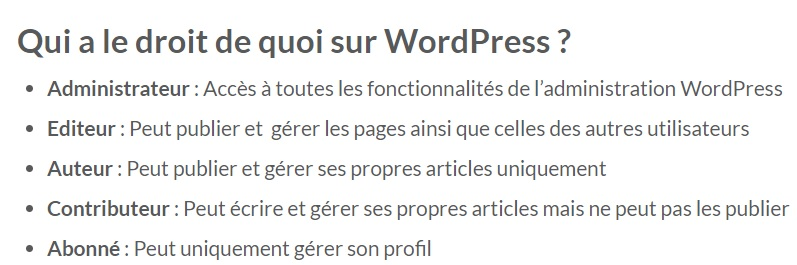 Qui a le droit de quoi sur WordPress ?
• Administrateur : Accès à toutes les fonctionnalités de l’administration WordPress
• Editeur : Peut publier et  gérer les pages ainsi que celles des autres utilisateurs
• Auteur : Peut publier et gérer ses propres articles uniquement
• Contributeur : Peut écrire et gérer ses propres articles mais ne peut pas les publier
• Abonné : Peut uniquement gérer son profil